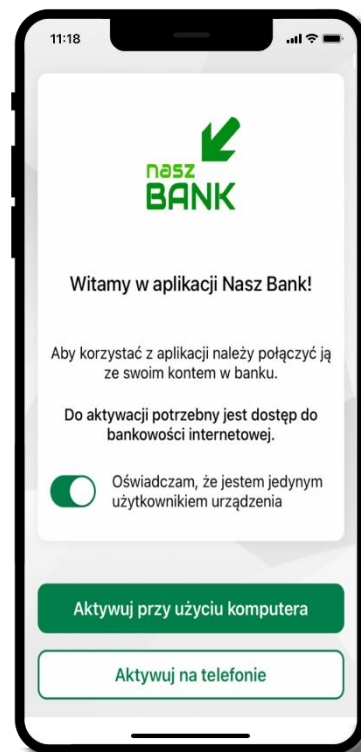 11:18
nasz
BANK
Witamy w aplikacji Nasz Bank!
Aby korzystać z aplikacji należy połączyć ją
ze swoim kontem w banku.
Do aktywacji potrzebny jest dostęp do
bankowości internetowej.
Oświadczam, że jestem jedynym
użytkownikiem urządzenia
Aktywuj przy użyciu komputera
Aktywuj na telefonie